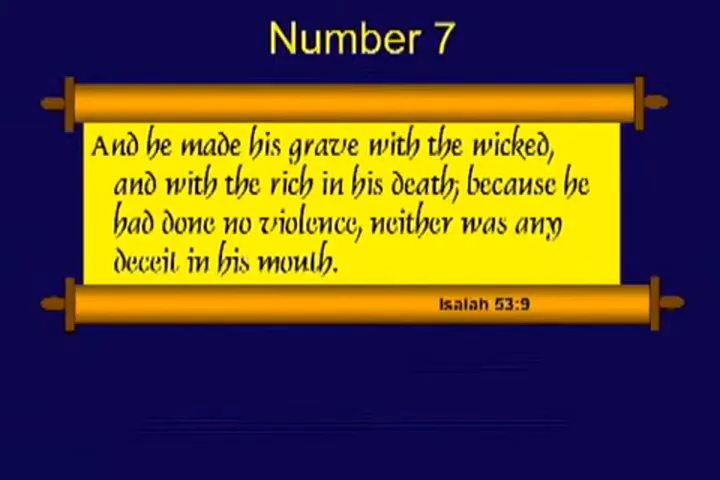 Number 7
And he made his grave with the wicked,
and with the rich in his death; because he
had done no violence, neither was any
deceit in his mouth.
Isaiah 53:9